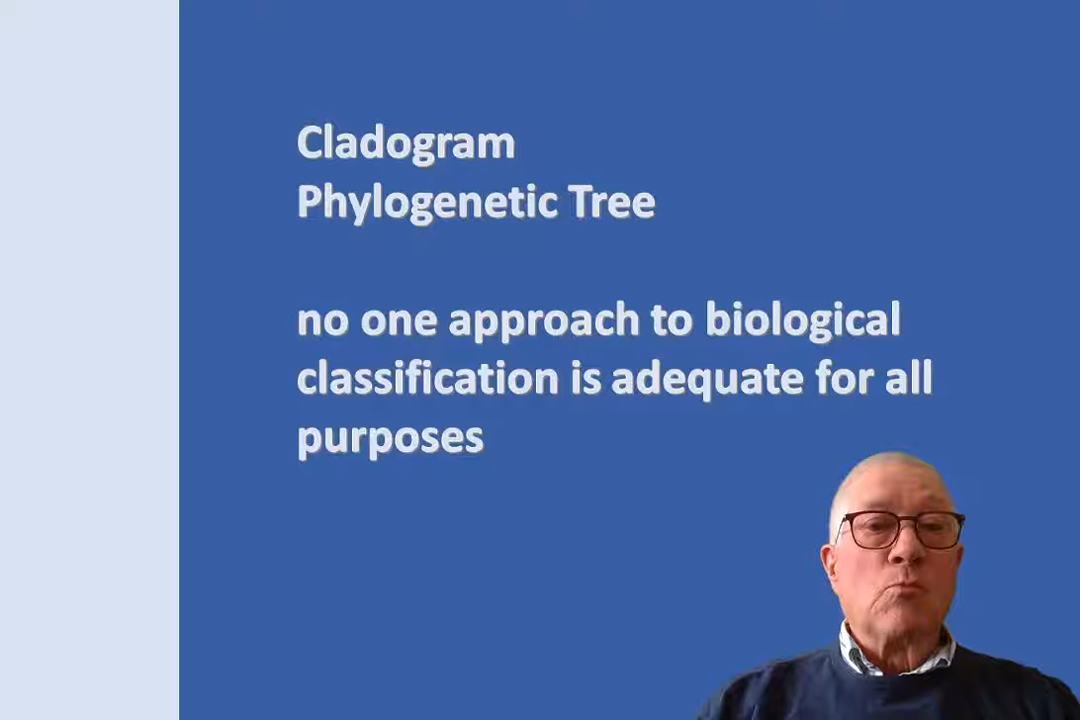 Cladogram
Phylogenetic Tree
no one approach to biological
classification is adequate for all
purposes